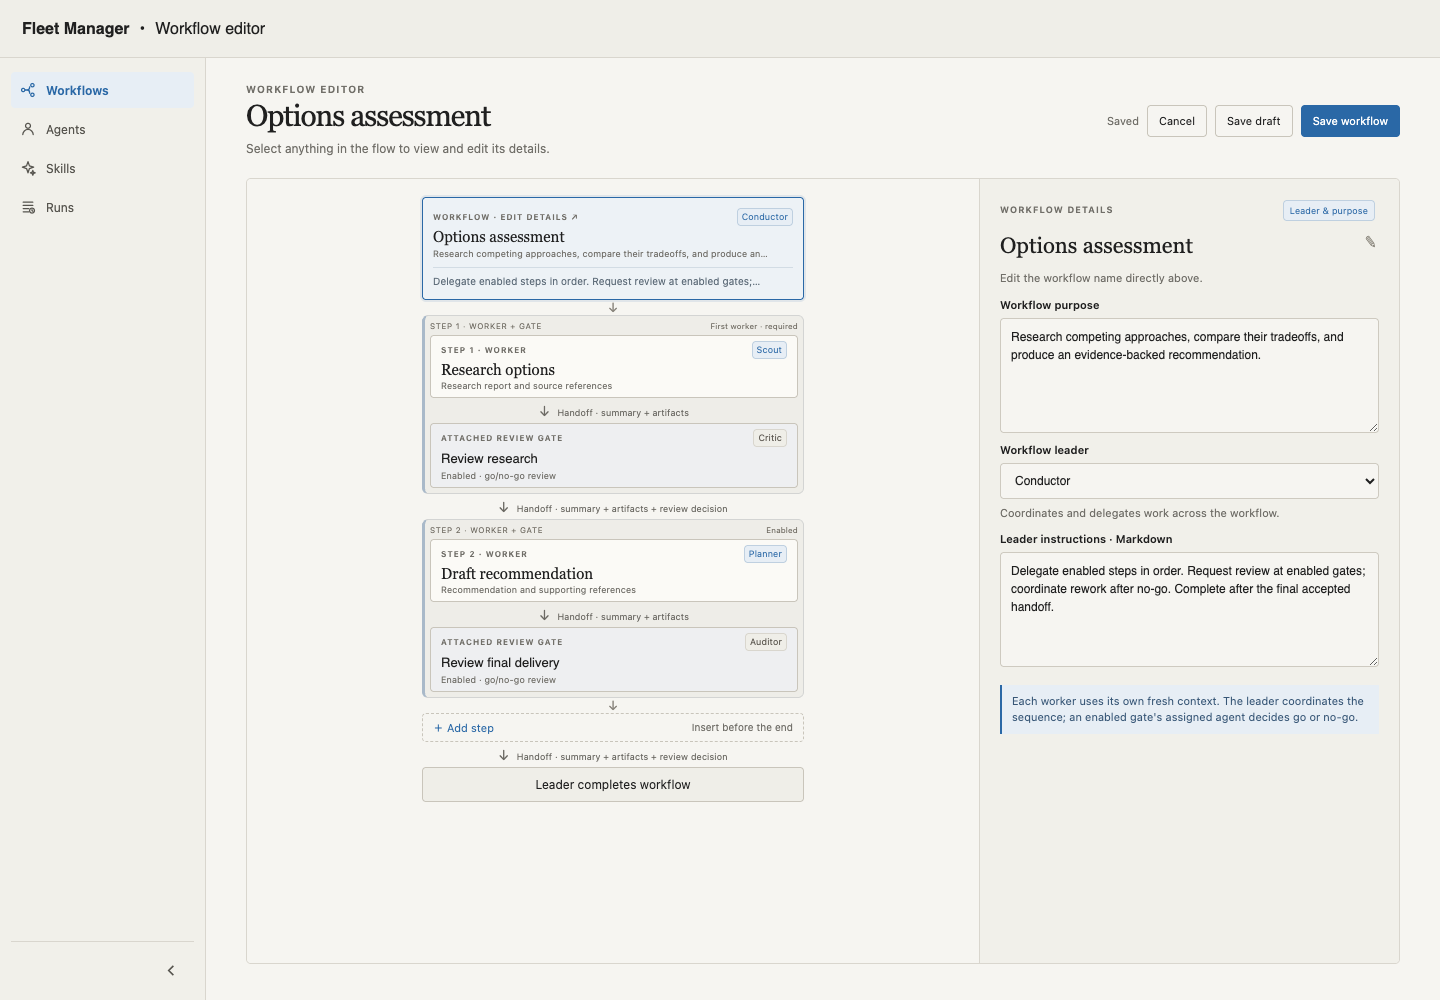 Fleet Manager • Workflow editor
Workflows
Agents
Skills
Runs
WORKFLOW EDITOR
Options assessment
Select anything in the flow to view and edit its details.
Saved
Cancel
Save draft
Save workflow
WORKFLOW · EDIT DETAILS ↗
Conductor
Options assessment
Research competing approaches, compare their tradeoffs, and produce an...
Delegate enabled steps in order. Request review at enabled gates;...
STEP 1 · WORKER + GATE
First worker · required
STEP 1 · WORKER
Scout
Research options
Research report and source references
Handoff · summary + artifacts
ATTACHED REVIEW GATE
Critic
Review research
Enabled · go/no-go review
Handoff · summary + artifacts + review decision
STEP 2 · WORKER + GATE
Enabled
STEP 2 · WORKER
Planner
Draft recommendation
Recommendation and supporting references
Handoff · summary + artifacts
ATTACHED REVIEW GATE
Auditor
Review final delivery
Enabled · go/no-go review
+ Add step
Insert before the end
Handoff · summary + artifacts + review decision
Leader completes workflow
WORKFLOW DETAILS
Leader & purpose
Options assessment
Edit the workflow name directly above.
Workflow purpose
Research competing approaches, compare their tradeoffs, and
produce an evidence-backed recommendation.
Workflow leader
Conductor
Coordinates and delegates work across the workflow.
Leader instructions · Markdown
Delegate enabled steps in order. Request review at enabled gates;
coordinate rework after no-go. Complete after the final accepted
handoff.
Each worker uses its own fresh context. The leader coordinates the
sequence; an enabled gate's assigned agent decides go or no-go.